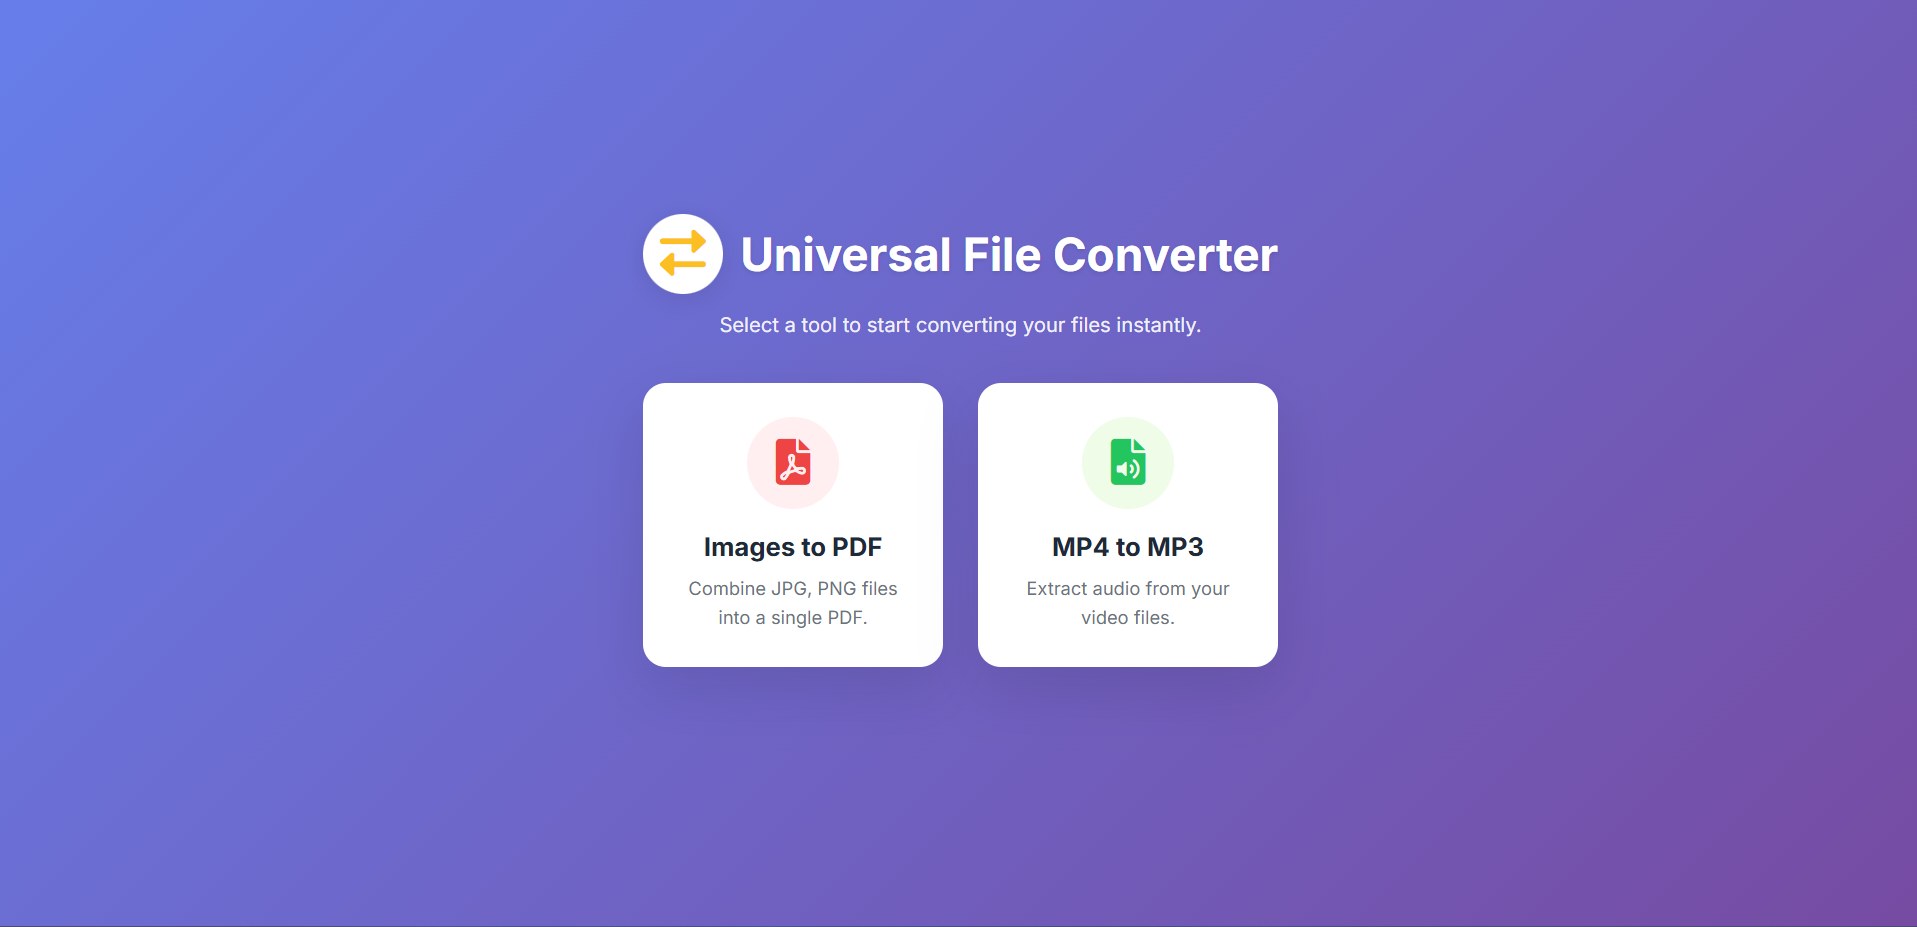 Universal File Converter
Select a tool to start converting your files instantly.
Images to PDF
Combine JPG, PNG files
into a single PDF.
MP4 to MP3
Extract audio from your
video files.